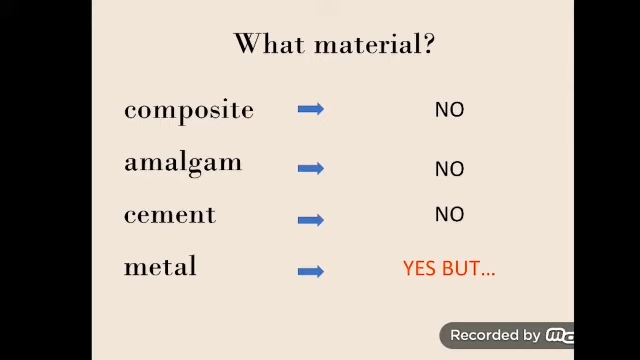 What material?
composite NO
amalgam NO
cement NO
metal YES BUT...
Recorded by